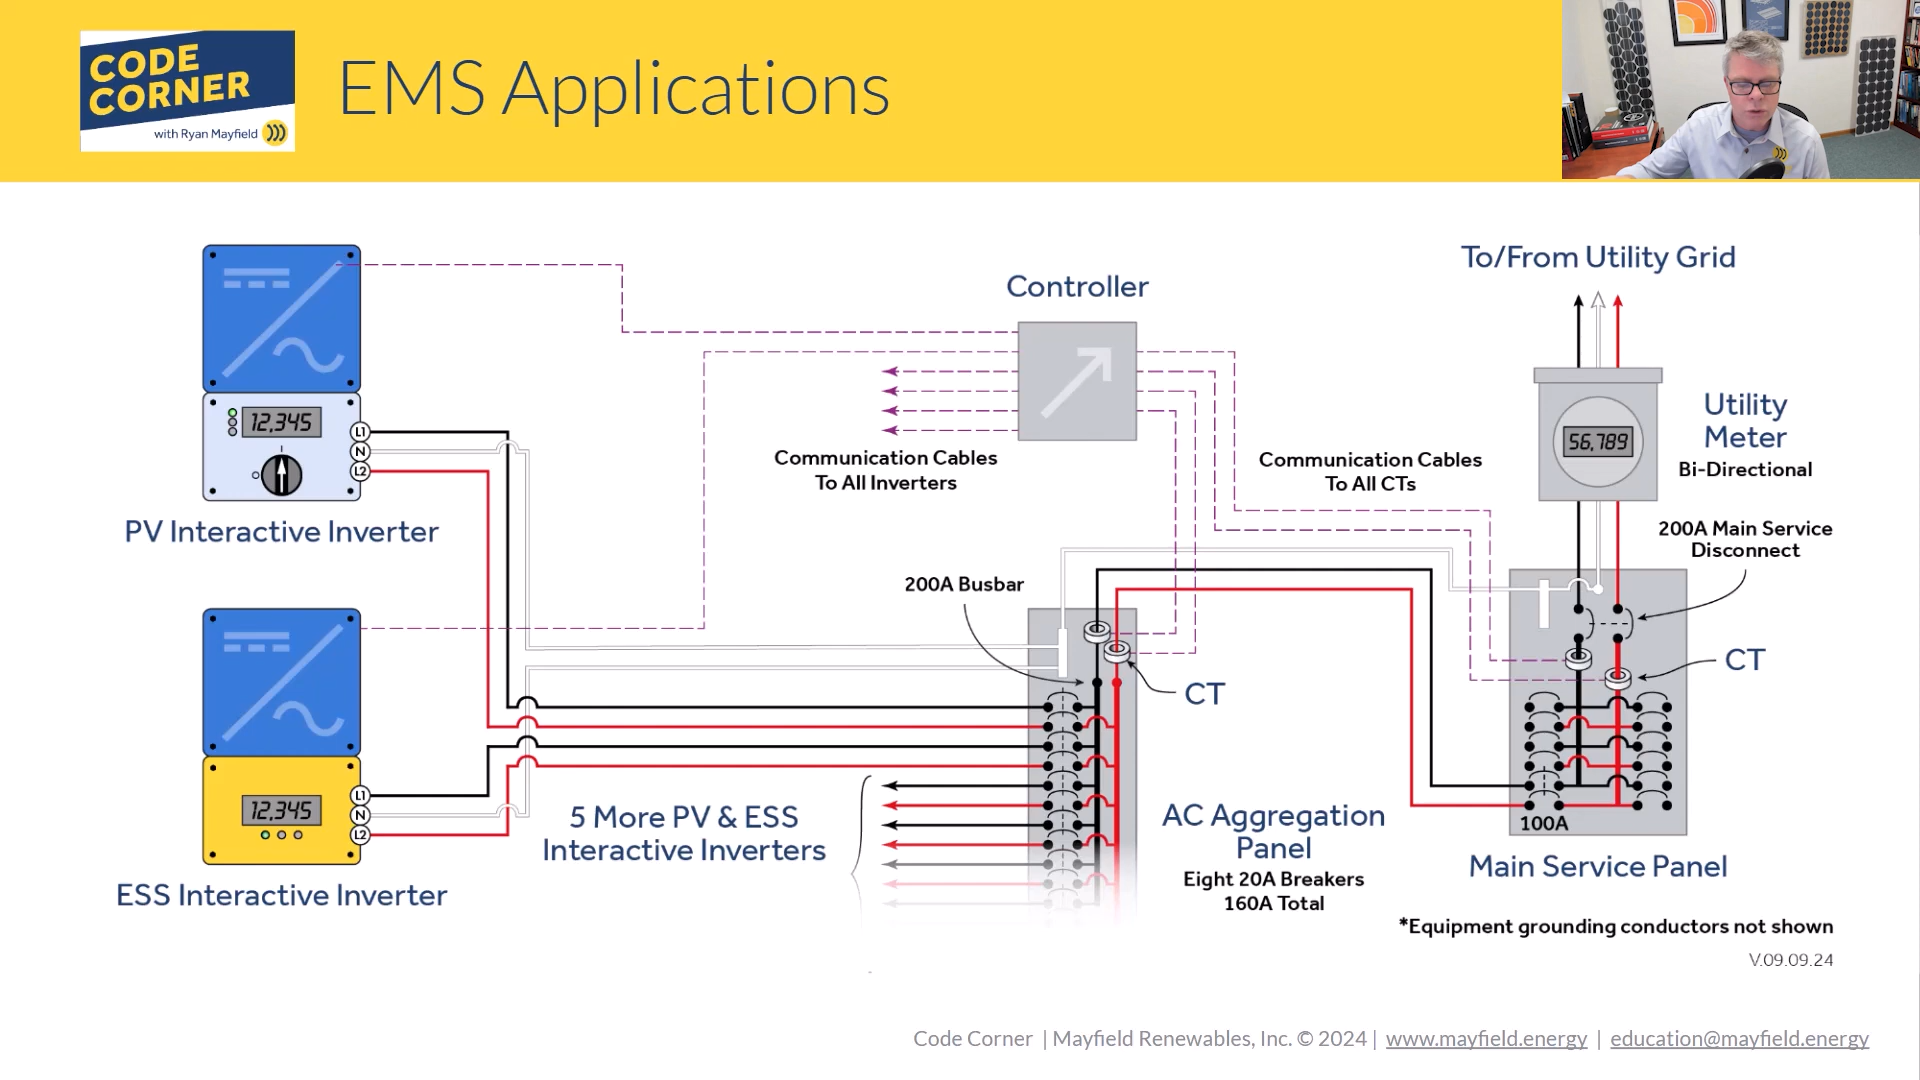 CODE
CORNER
with Ryan Mayfield
EMS Applications
To/From Utility Grid
Controller
12,345
L1
N
L2
PV Interactive Inverter
Communication Cables
To All Inverters
Communication Cables
To All CTs
56,789
Utility
Meter
Bi-Directional
200A Main Service
Disconnect
200A Busbar
CT
CT
12,345
L1
N
L2
ESS Interactive Inverter
5 More PV & ESS
Interactive Inverters
AC Aggregation
Panel
Eight 20A Breakers
160A Total
100A
Main Service Panel
*Equipment grounding conductors not shown
V.09.09.24
Code Corner | Mayfield Renewables, Inc. © 2024 | www.mayfield.energy | education@mayfield.energy